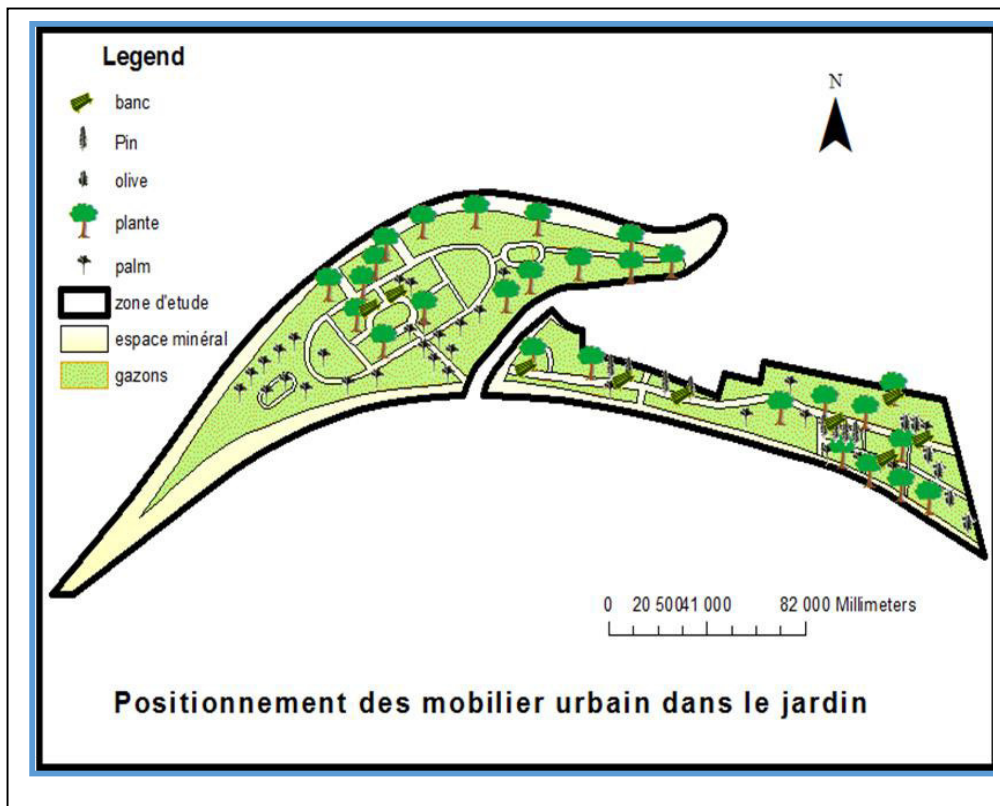 Legend
banc
Pin
olive
plante
palm
zone d'etude
espace minéral
gazons
N
0 20 50041 000 82 000 Millimeters
Positionnement des mobilier urbain dans le jardin